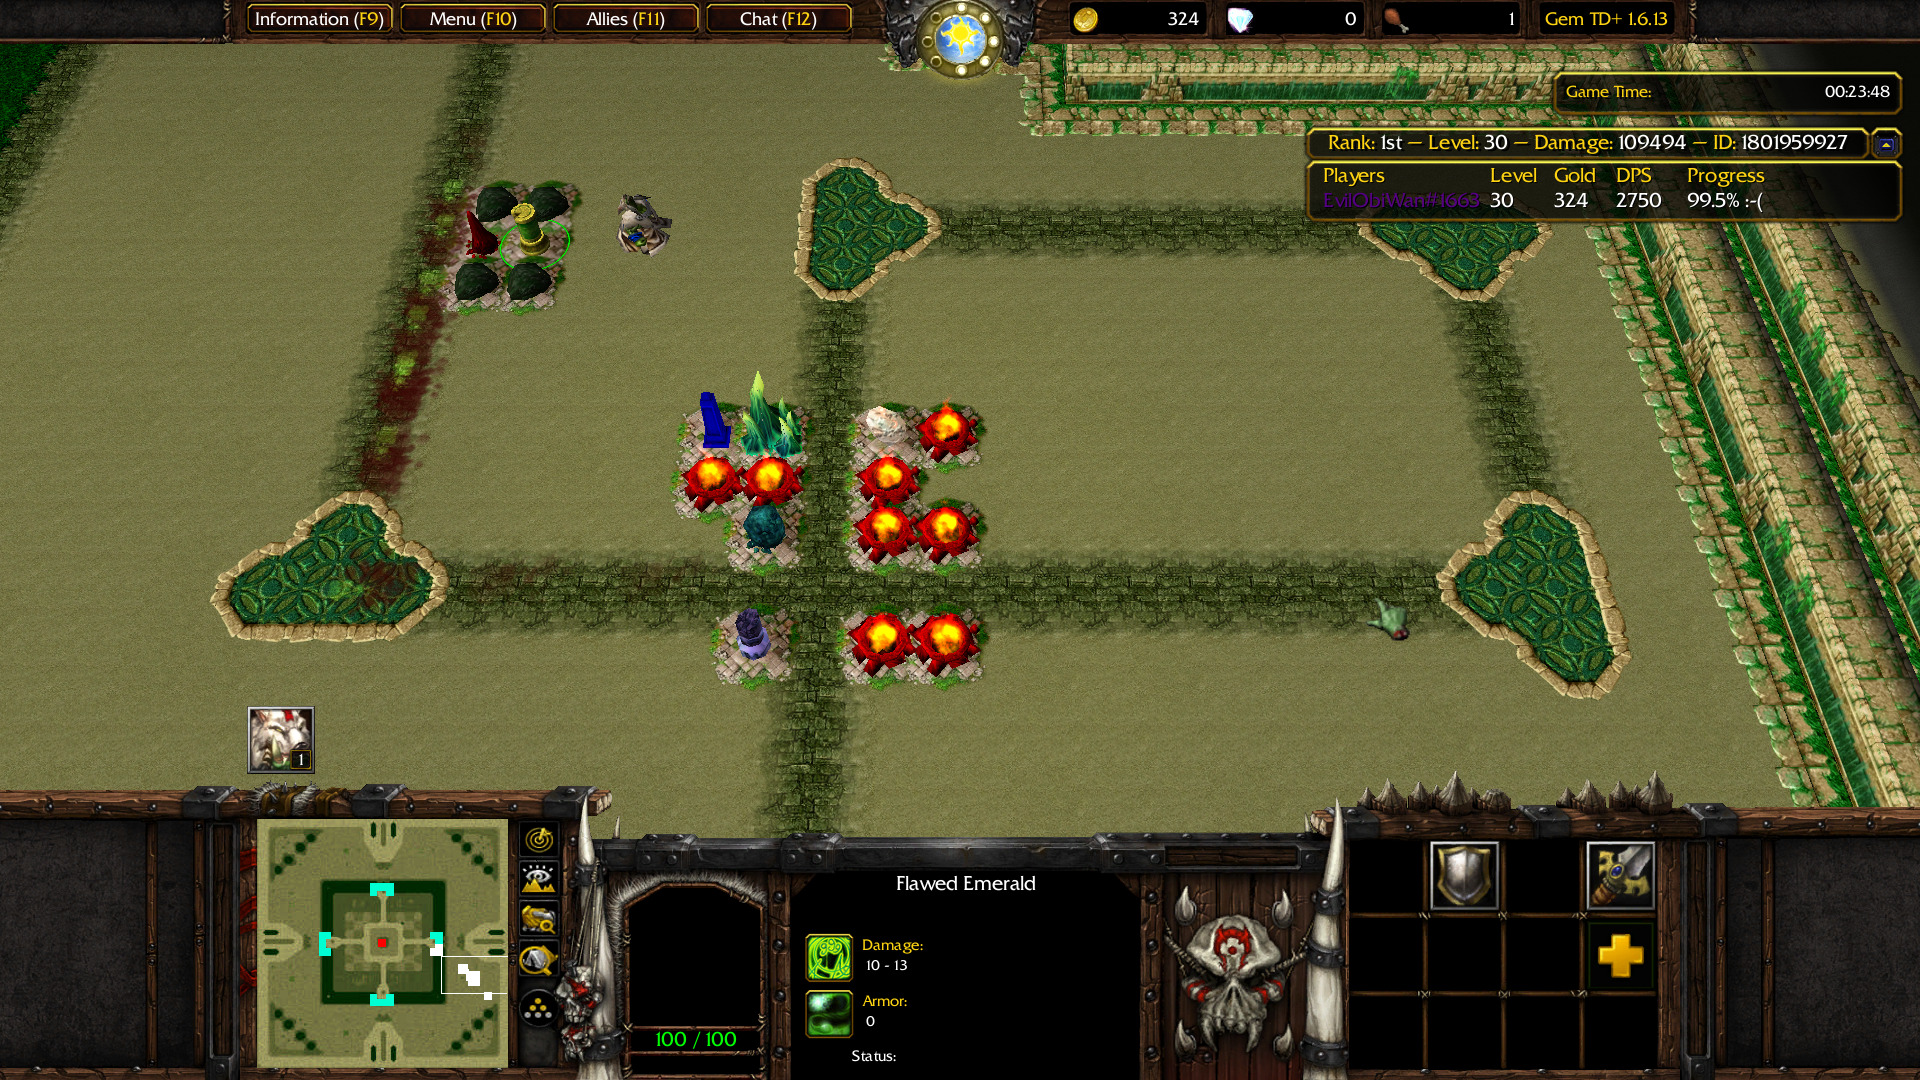 Information (F9) Menu (F10) Allies (F11) Chat (F12) 324 0 1 Gem TD+ 1.6.13
Game Time: 00:23:48
Rank: 1st — Level: 30 — Damage: 109494 — ID: 1801959927
Players Level Gold DPS Progress
EvilObiWan#1663 30 324 2750 99.5% :-(
1
Flawed Emerald
Damage:
10 - 13
Armor:
0
100 / 100
Status: